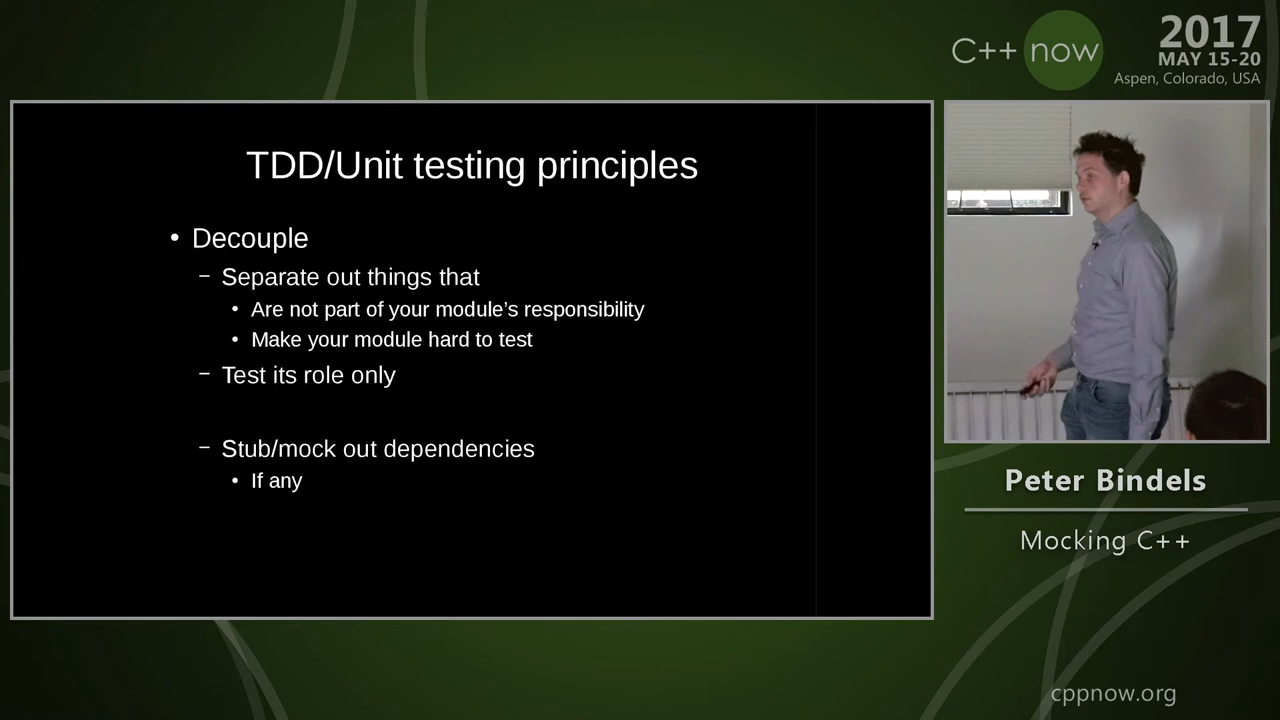 C++ now
2017
MAY 15-20
Aspen, Colorado, USA
TDD/Unit testing principles
• Decouple
– Separate out things that
• Are not part of your module’s responsibility
• Make your module hard to test
– Test its role only
– Stub/mock out dependencies
• If any
Peter Bindels
Mocking C++
cppnow.org